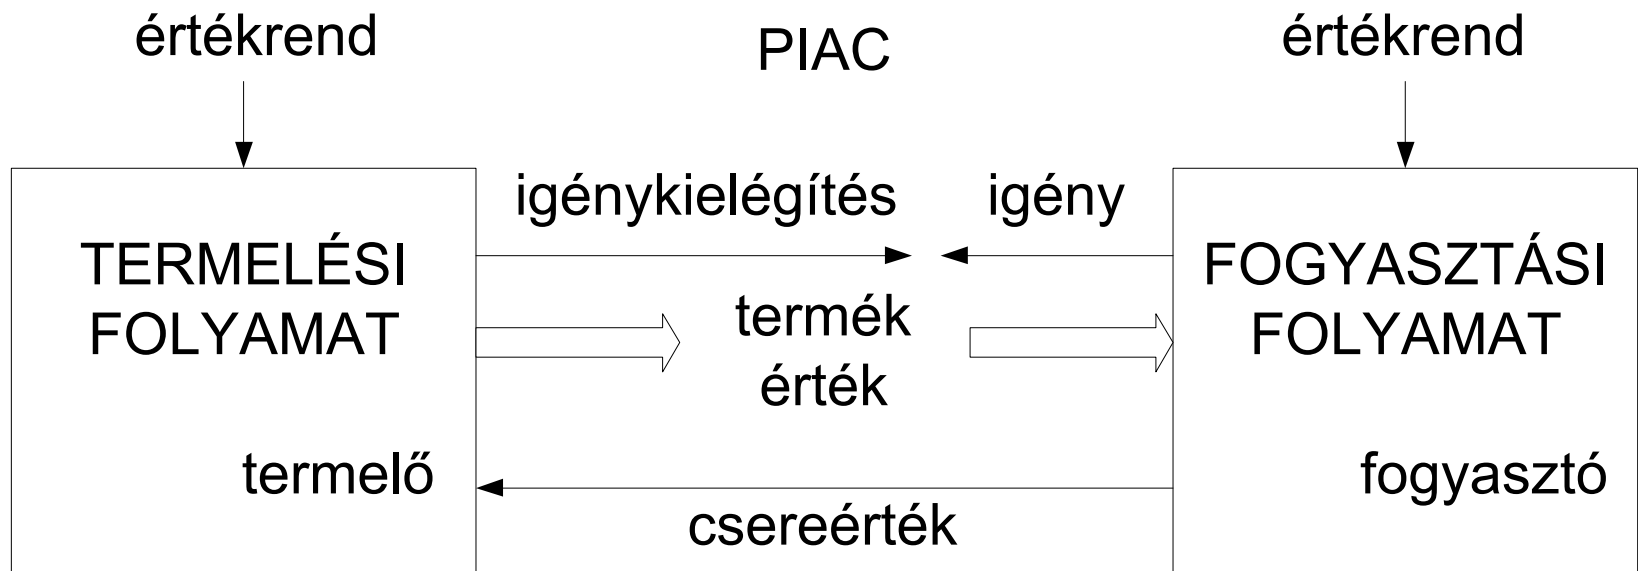 értékrend
PIAC
értékrend
igénykielégítés
igény
TERMELÉSI
FOLYAMAT
termék
érték
FOGYASZTÁSI
FOLYAMAT
termelő
csereérték
fogyasztó